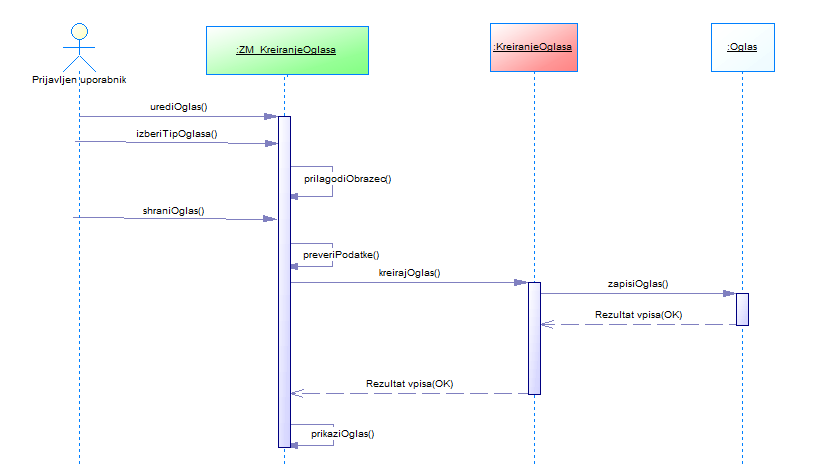 :ZM_KreiranjeOglasa
:KreiranjeOglasa
:Oglas
Prijavljen uporabnik
urediOglas()
izberiTipOglasa()
prilagodiObrazec()
shraniOglas()
preveriPodatke()
kreirajOglas()
zapisiOglas()
Rezultat vpisa(OK)
Rezultat vpisa(OK)
prikaziOglas()